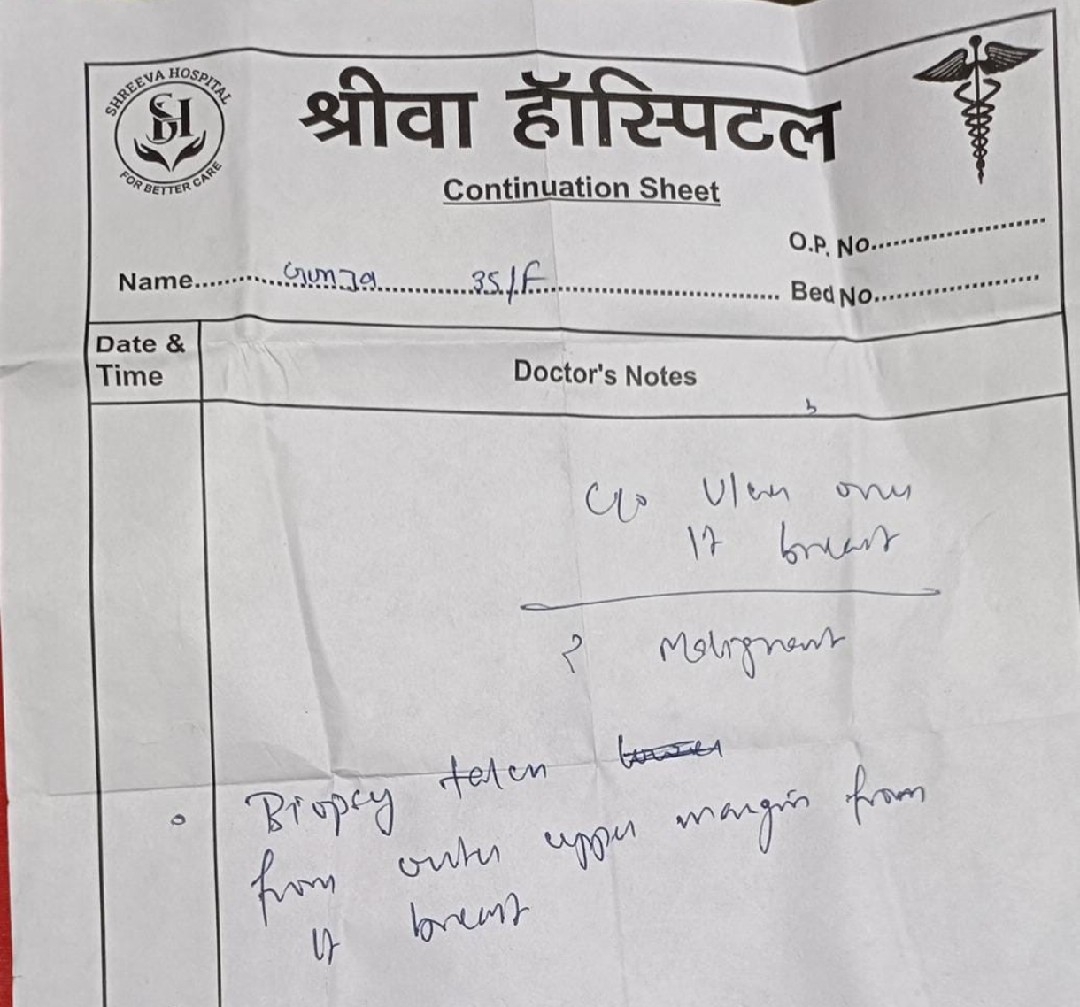 SHREEVA HOSPITAL
SH
FOR BETTER CARE
श्रीवा हॉस्पिटल
Continuation Sheet
O.P. No.
Name 35/F
Bed No.
Date &
Time
Doctor's Notes
C/o Ulcer over
lt breast
? Malignant
Biopsy taken
from outer upper margin from
lt breast